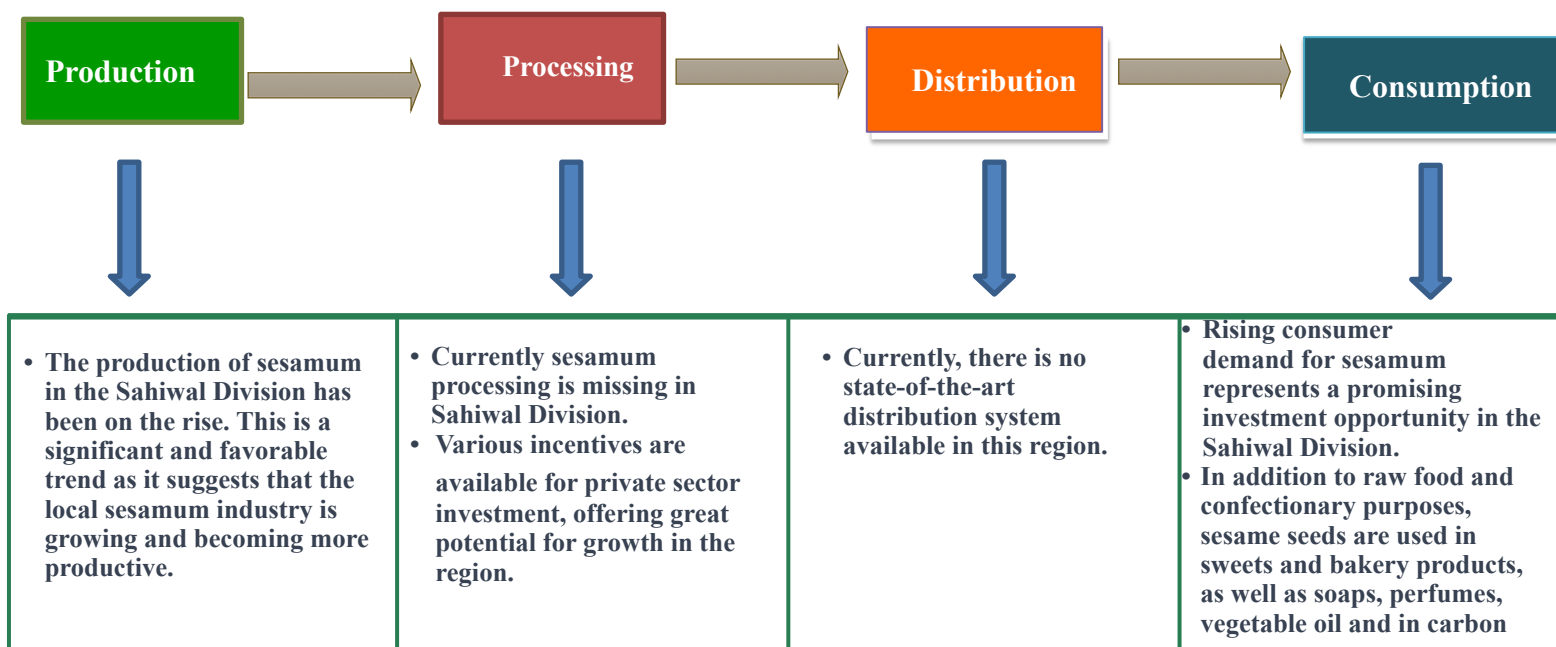 Production
Processing
Distribution
Consumption
• The production of sesamum
in the Sahiwal Division has
been on the rise. This is a
significant and favorable
trend as it suggests that the
local sesamum industry is
growing and becoming more
productive.
• Currently sesamum
processing is missing in
Sahiwal Division.
• Various incentives are
available for private sector
investment, offering great
potential for growth in the
region.
• Currently, there is no
state-of-the-art
distribution system
available in this region.
• Rising consumer
demand for sesamum
represents a promising
investment opportunity in the
Sahiwal Division.
• In addition to raw food and
confectionary purposes,
sesame seeds are used in
sweets and bakery products,
as well as soaps, perfumes,
vegetable oil and in carbon